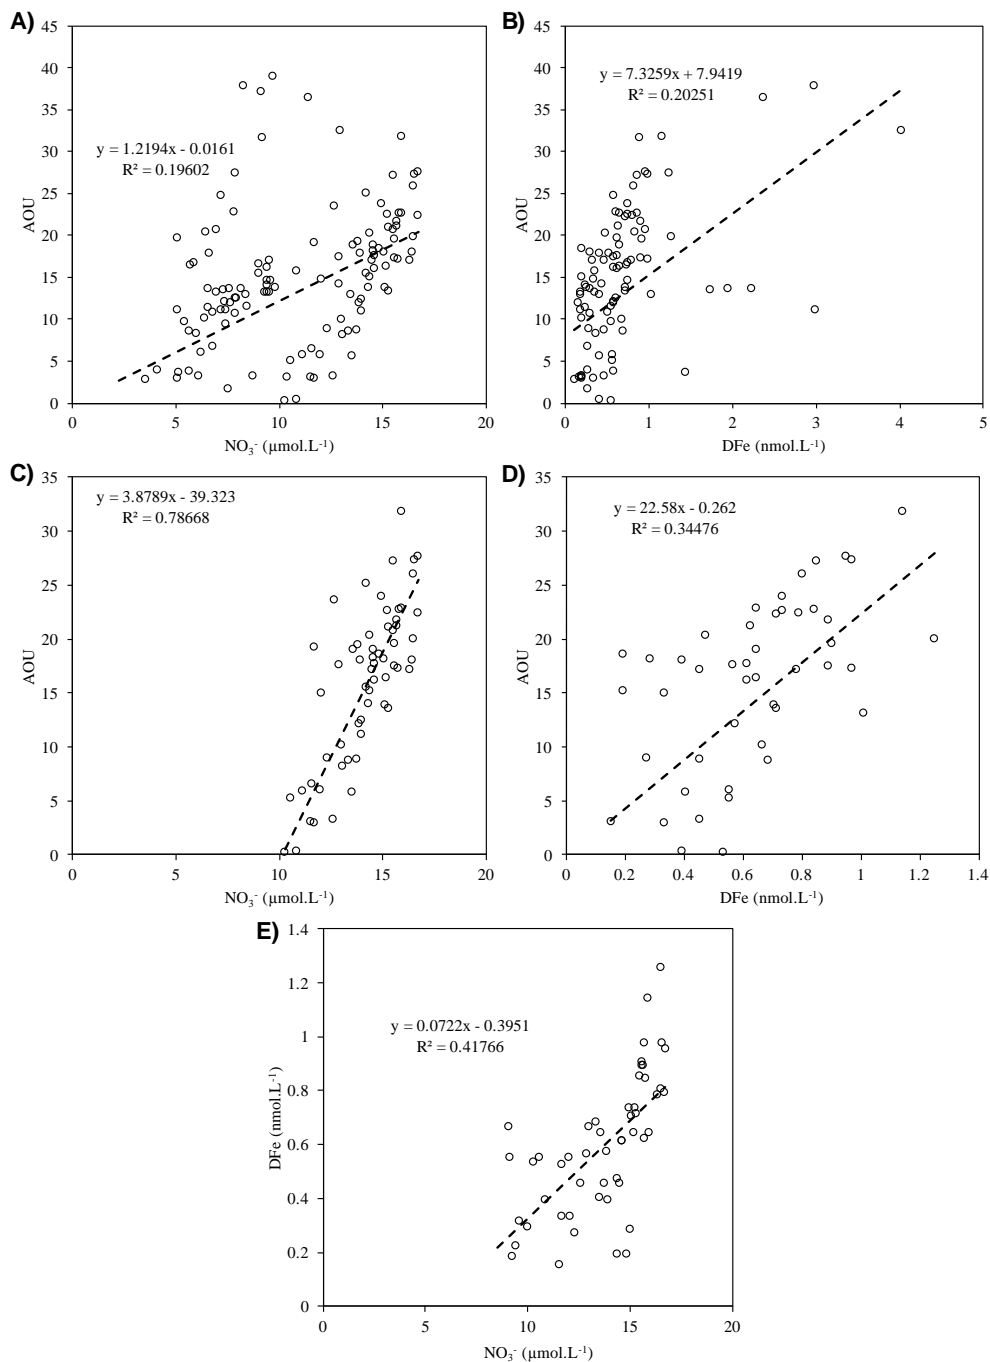 A)
45
40
35
30
25
20
15
10
5
0
AOU
y = 1.2194x - 0.0161
R² = 0.19602
0 5 10 15 20
NO₃⁻ (µmol.L⁻¹)
B)
45
40
35
30
25
20
15
10
5
0
AOU
y = 7.3259x + 7.9419
R² = 0.20251
0 1 2 3 4 5
DFe (nmol.L⁻¹)
C)
35
30
25
20
15
10
5
0
AOU
y = 3.8789x - 39.323
R² = 0.78668
0 5 10 15 20
NO₃⁻ (µmol.L⁻¹)
D)
35
30
25
20
15
10
5
0
AOU
y = 22.58x - 0.262
R² = 0.34476
0 0.2 0.4 0.6 0.8 1 1.2 1.4
DFe (nmol.L⁻¹)
E)
1.4
1.2
1
0.8
0.6
0.4
0.2
0
DFe (nmol.L⁻¹)
y = 0.0722x - 0.3951
R² = 0.41766
0 5 10 15 20
NO₃⁻ (µmol.L⁻¹)